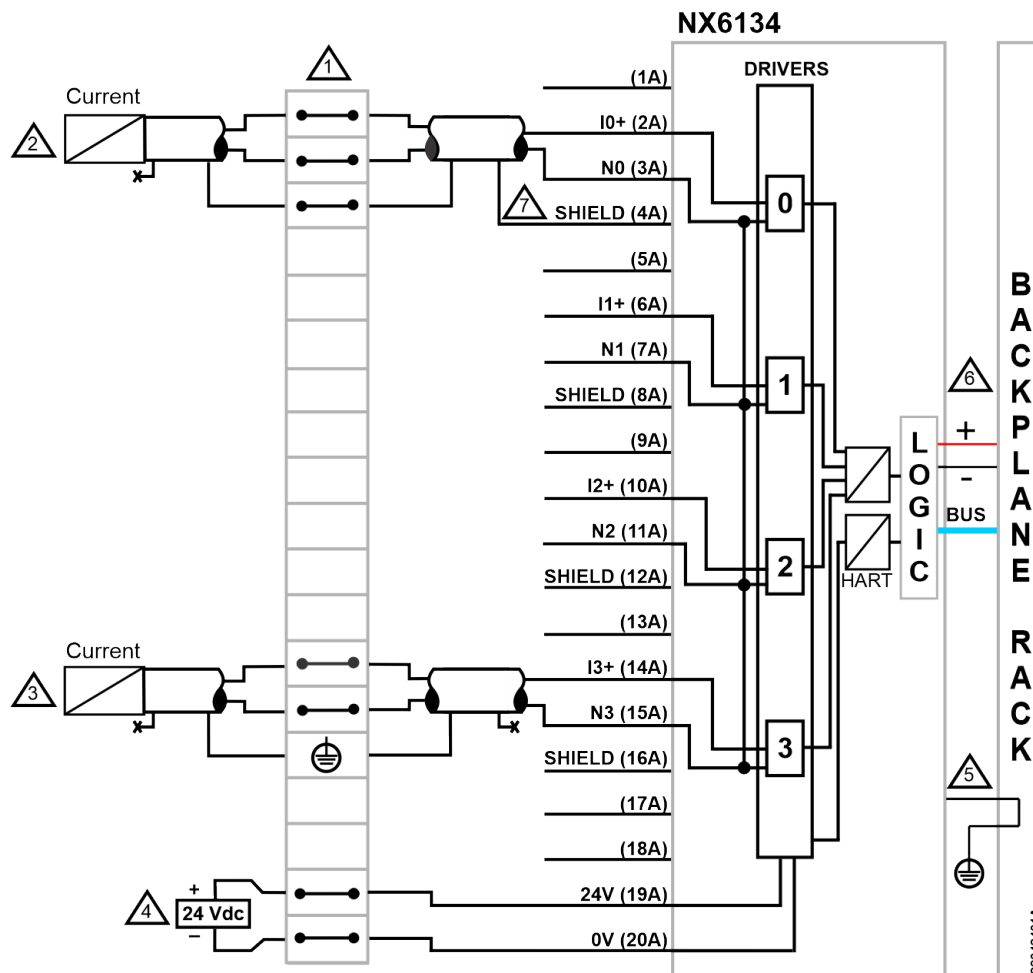 NX6134
1
(1A)
DRIVERS
Current
2
I0+ (2A)
N0 (3A)
7
SHIELD (4A)
0
(5A)
I1+ (6A)
N1 (7A)
1
SHIELD (8A)
(9A)
I2+ (10A)
N2 (11A)
2
SHIELD (12A)
(13A)
HART
LOGIC
6
+
-
BUS
BACKPLANE RACK
Current
3
I3+ (14A)
N3 (15A)
3
SHIELD (16A)
5
(17A)
(18A)
4
+
24 Vdc
–
24V (19A)
0V (20A)